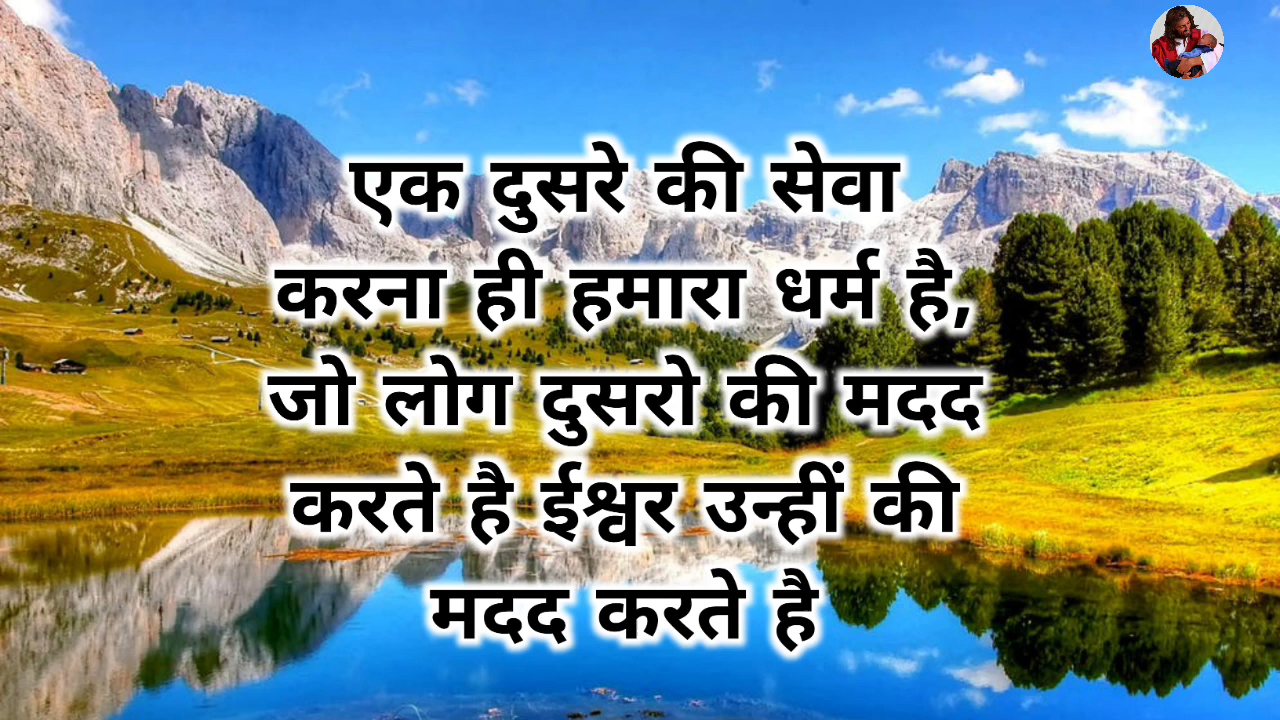 एक दुसरे की सेवा
करना ही हमारा धर्म है,
जो लोग दुसरो की मदद
करते है ईश्वर उन्हीं की
मदद करते है